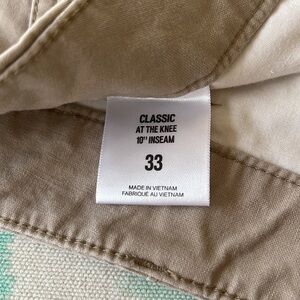 CLASSIC
AT THE KNEE
10" INSEAM
33
MADE IN VIETNAM
FABRIQUÉ AU VIETNAM